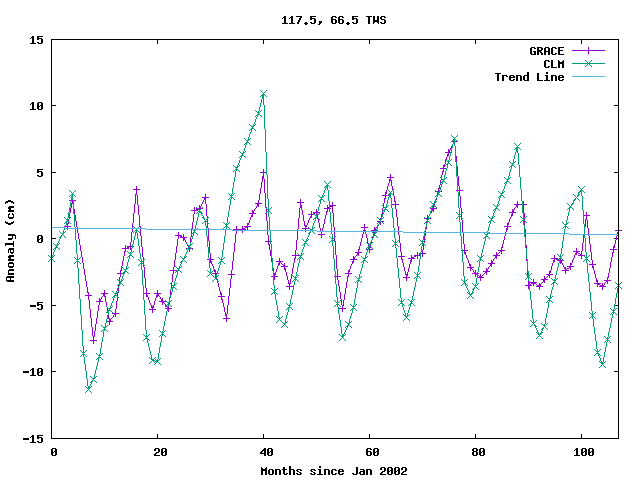 117.5, 66.5 TWS
GRACE
CLM
Trend Line
15
10
5
0
-5
-10
-15
Anomaly (cm)
0 20 40 60 80 100
Months since Jan 2002